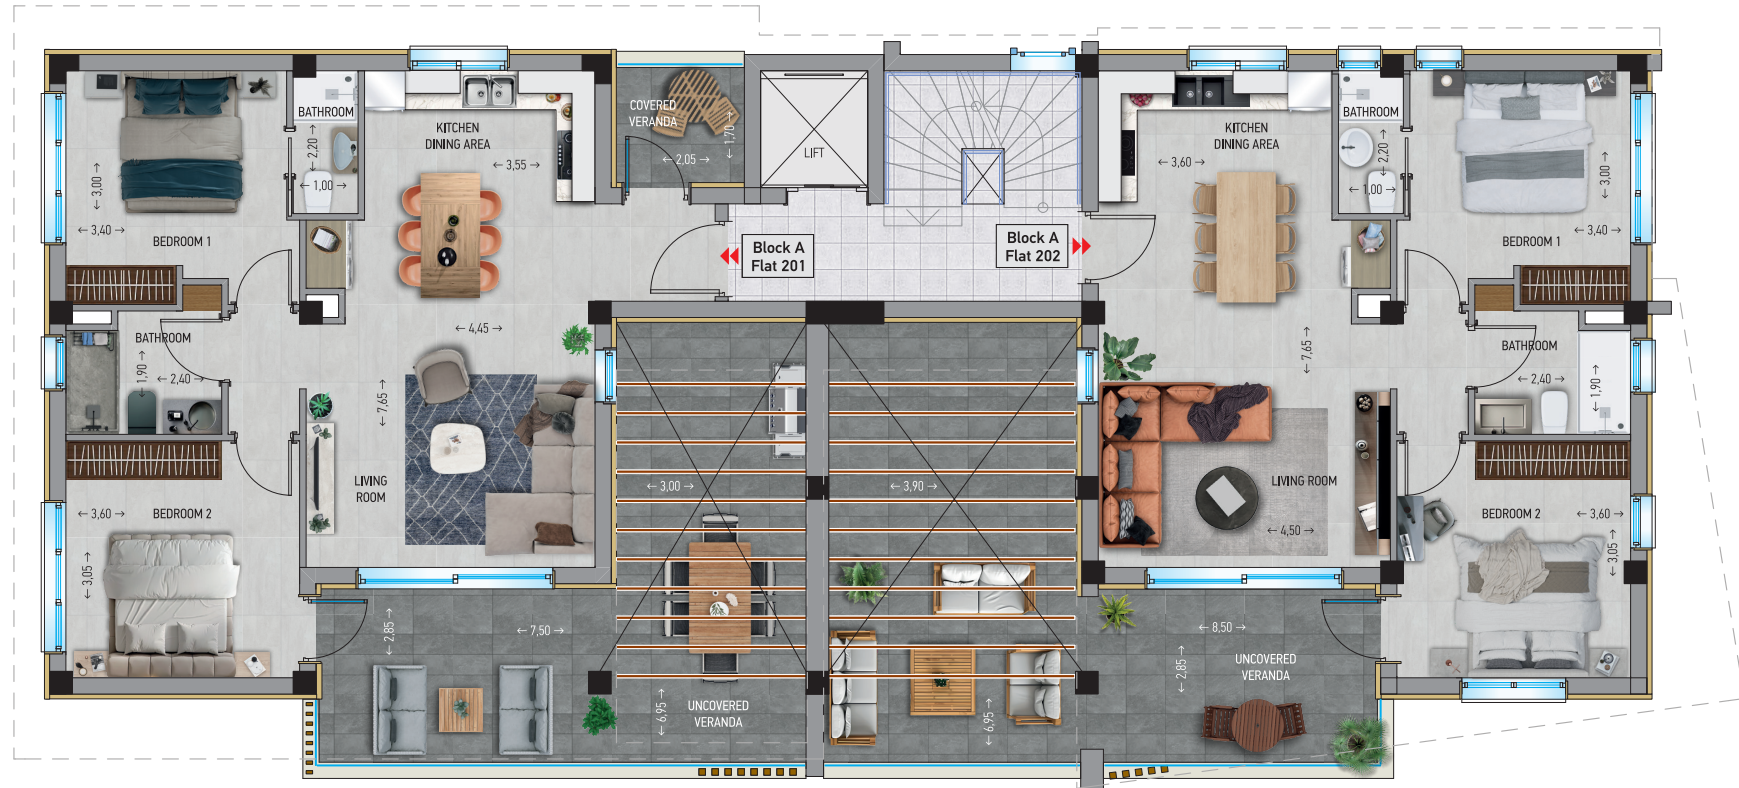 BATHROOM
2,20
1,00
3,00
3,40
BEDROOM 1
KITCHEN
DINING AREA
3,55
COVERED
VERANDA
1,70
2,05
LIFT
Block A
Flat 201
Block A
Flat 202
KITCHEN
DINING AREA
3,60
BATHROOM
2,20
1,00
3,00
3,40
BEDROOM 1
BATHROOM
1,90
2,40
4,45
7,65
LIVING
ROOM
3,60
BEDROOM 2
3,05
3,00
3,90
7,65
BATHROOM
2,40
1,90
LIVING ROOM
4,50
BEDROOM 2
3,60
3,05
2,85
7,50
6,95
UNCOVERED
VERANDA
6,95
8,50
2,85
UNCOVERED
VERANDA